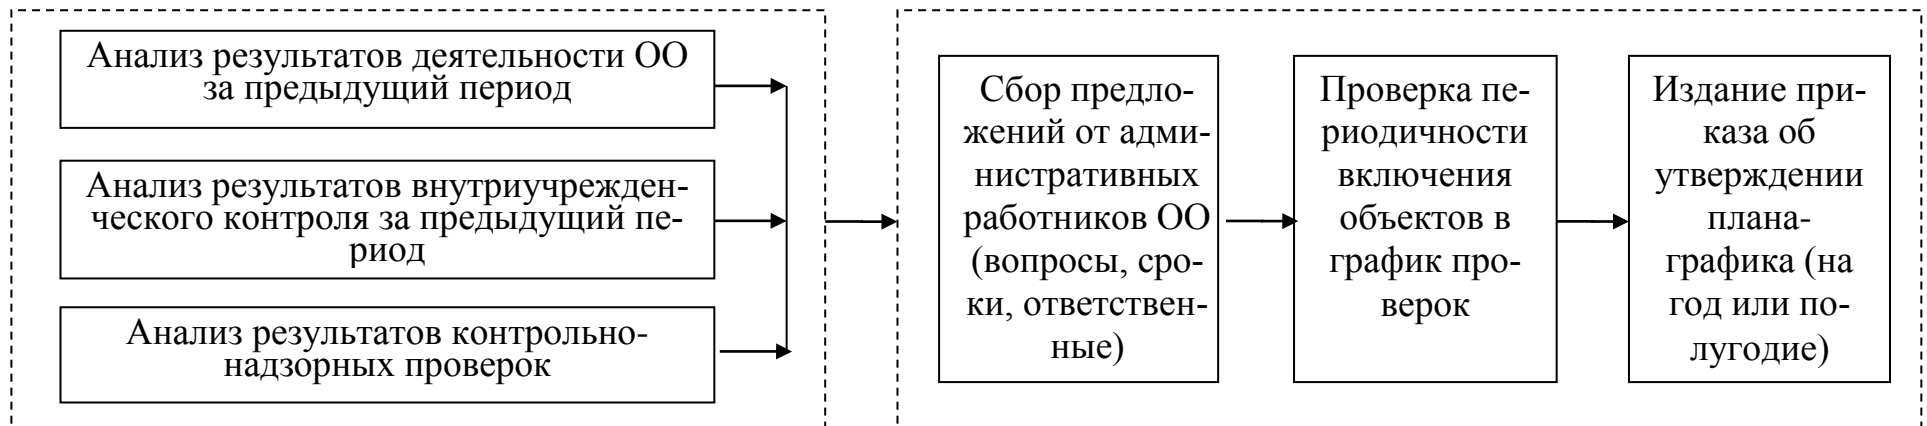 Анализ результатов деятельности ОО
за предыдущий период
Анализ результатов внутриучрежден-
ческого контроля за предыдущий пе-
риод
Анализ результатов контрольно-
надзорных проверок
Сбор предло-
жений от адми-
нистративных
работников ОО
(вопросы, сро-
ки, ответствен-
ные)
Проверка пе-
риодичности
включения
объектов в
график про-
верок
Издание при-
каза об
утверждении
плана-
графика (на
год или по-
лугодие)